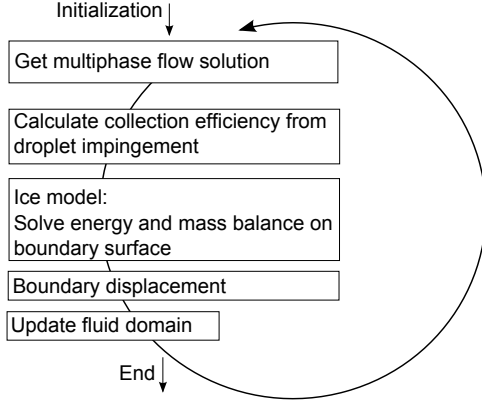 Initialization
Get multiphase flow solution
Calculate collection efficiency from
droplet impingement
Ice model:
Solve energy and mass balance on
boundary surface
Boundary displacement
Update fluid domain
End